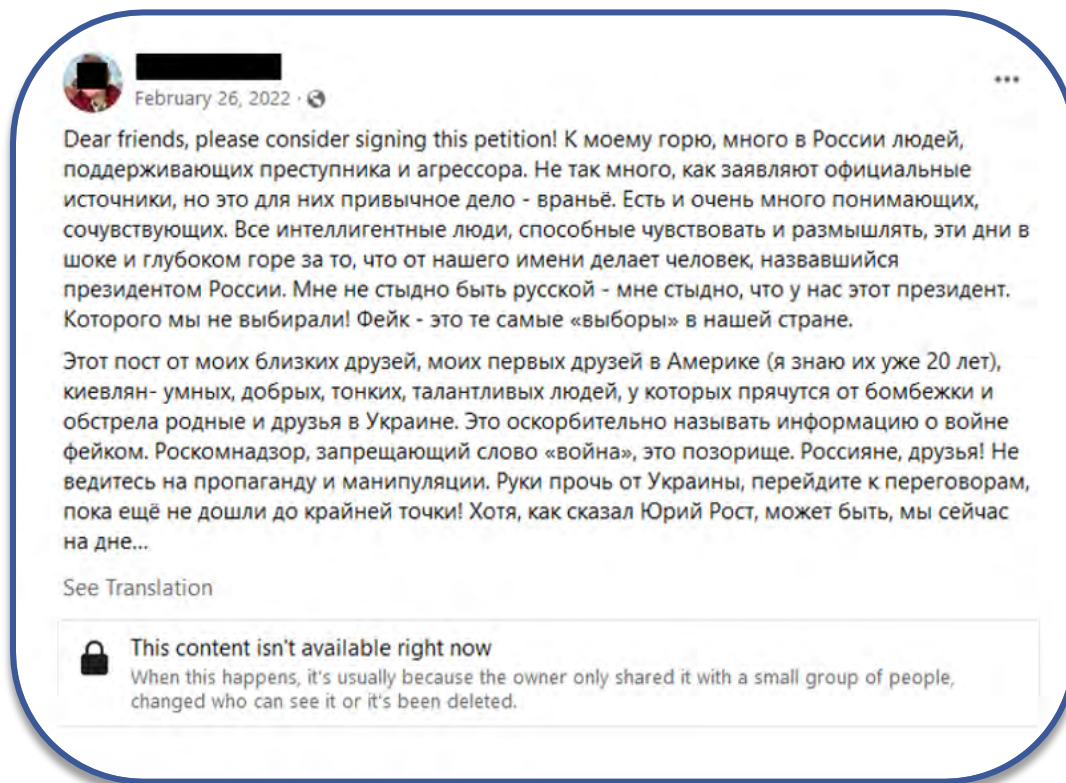 February 26, 2022 ·
Dear friends, please consider signing this petition! К моему горю, много в России людей,
поддерживающих преступника и агрессора. Не так много, как заявляют официальные
источники, но это для них привычное дело - враньё. Есть и очень много понимающих,
сочувствующих. Все интеллигентные люди, способные чувствовать и размышлять, эти дни в
шоке и глубоком горе за то, что от нашего имени делает человек, назвавшийся
президентом России. Мне не стыдно быть русской - мне стыдно, что у нас этот президент.
Которого мы не выбирали! Фейк - это те самые «выборы» в нашей стране.
Этот пост от моих близких друзей, моих первых друзей в Америке (я знаю их уже 20 лет),
киевлян- умных, добрых, тонких, талантливых людей, у которых прячутся от бомбежки и
обстрела родные и друзья в Украине. Это оскорбительно называть информацию о войне
фейком. Роскомнадзор, запрещающий слово «война», это позорище. Россияне, друзья! Не
ведитесь на пропаганду и манипуляции. Руки прочь от Украины, перейдите к переговорам,
пока ещё не дошли до крайней точки! Хотя, как сказал Юрий Рост, может быть, мы сейчас
на дне...
See Translation
This content isn't available right now
When this happens, it's usually because the owner only shared it with a small group of people,
changed who can see it or it's been deleted.